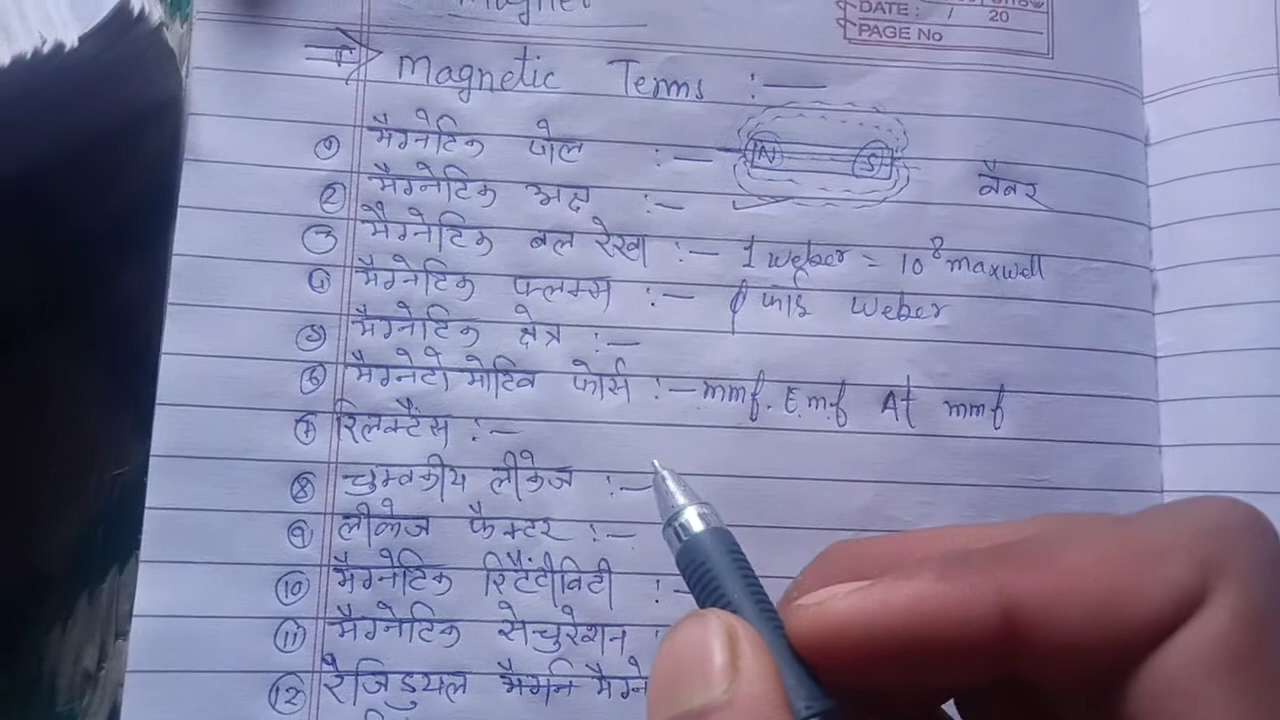 DATE: / 20
PAGE No
Magnetic Terms :—
① मैग्नेटिक पोल :— N S
② मैग्नेटिक अक्ष :— वैबर
③ मैग्नेटिक बल रेखा :— 1 weber = 10⁸ maxwell
④ मैग्नेटिक फ्लक्स :— ϕ फाई Weber
⑤ मैग्नेटिक क्षेत्र :—
⑥ मैग्नेटो मोटिव फोर्स :— mmf. E.mf At mmf
⑦ रिलक्टैंस :—
⑧ चुम्बकीय लीकेज :—
⑨ लीकेज फैक्टर :—
⑩ मैग्नेटिक रिटैंटीविटी :—
⑪ मैग्नेटिक सेचुरेशन :
⑫ रेजिडुयल